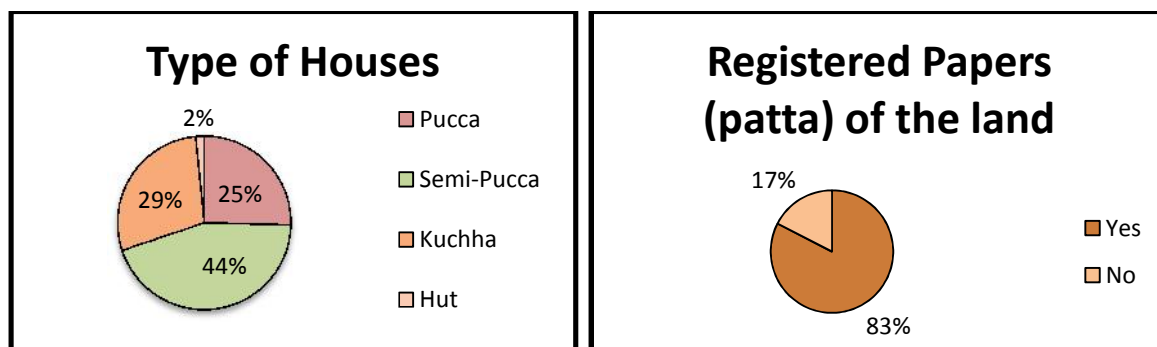 Type of Houses
2%
25%
29%
44%
Pucca
Semi-Pucca
Kuchha
Hut
Registered Papers
(patta) of the land
17%
83%
Yes
No